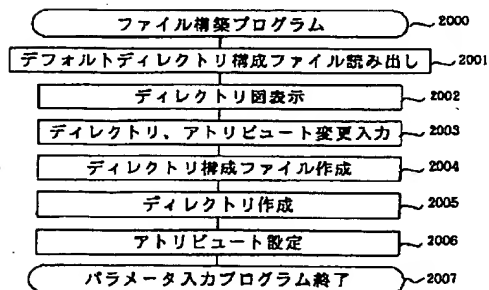 ファイル構築プログラム 2000
デフォルトディレクトリ構成ファイル読み出し 2001
ディレクトリ図表示 2002
ディレクトリ、アトリビュート変更入力 2003
ディレクトリ構成ファイル作成 2004
ディレクトリ作成 2005
アトリビュート設定 2006
パラメータ入力プログラム終了 2007